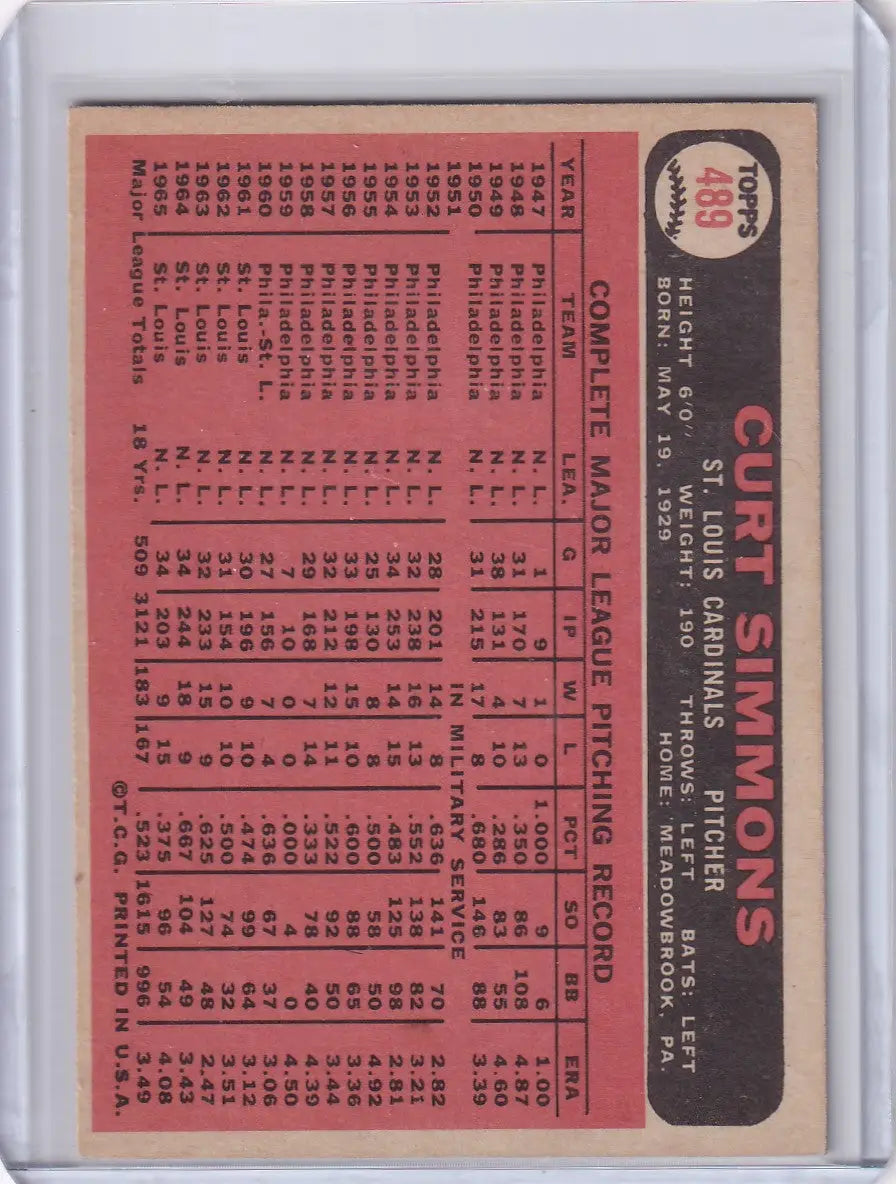 TOPPS
489
CURT SIMMONS
ST. LOUIS CARDINALS PITCHER
HEIGHT 6'0" WEIGHT: 190 THROWS: LEFT BATS: LEFT
BORN: MAY 19, 1929 HOME: MEADOWBROOK, PA.
COMPLETE MAJOR LEAGUE PITCHING RECORD
YEAR TEAM LEA. G IP W L PCT SO BB ERA
1947 Philadelphia N. L. 1 9 1 0 1.000 9 6 1.00
1948 Philadelphia N. L. 31 170 7 13 .350 86 108 4.87
1949 Philadelphia N. L. 38 131 4 10 .286 83 55 4.60
1950 Philadelphia N. L. 31 215 17 8 .680 146 88 3.39
1951 IN MILITARY SERVICE
1952 Philadelphia N. L. 28 201 14 8 .636 141 70 2.82
1953 Philadelphia N. L. 32 238 16 13 .552 138 82 3.21
1954 Philadelphia N. L. 34 253 14 15 .483 125 98 2.81
1955 Philadelphia N. L. 25 130 8 8 .500 58 50 4.92
1956 Philadelphia N. L. 33 198 15 10 .600 88 65 3.36
1957 Philadelphia N. L. 32 212 12 11 .522 92 50 3.44
1958 Philadelphia N. L. 29 168 7 14 .333 78 40 4.39
1959 Philadelphia N. L. 7 10 0 0 .000 4 0 4.50
1960 Phila.-St. L. N. L. 27 156 7 4 .636 67 37 3.06
1961 St. Louis N. L. 30 196 9 10 .474 99 64 3.12
1962 St. Louis N. L. 31 154 10 10 .500 74 32 3.51
1963 St. Louis N. L. 32 233 15 9 .625 127 48 2.47
1964 St. Louis N. L. 34 244 18 9 .667 104 49 3.43
1965 St. Louis N. L. 34 203 9 15 .375 96 54 4.08
Major League Totals 18 Yrs. 509 3121 183 167 .523 1615 996 3.49
©T.C.G. PRINTED IN U.S.A.